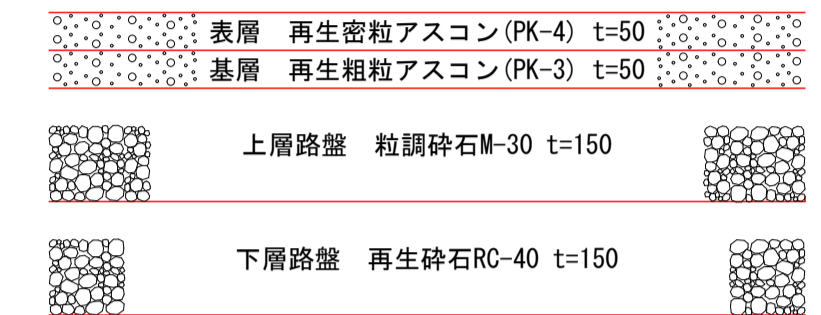 表層　再生密粒アスコン(PK-4) t=50
基層　再生粗粒アスコン(PK-3) t=50
上層路盤　粒調砕石M-30 t=150
下層路盤　再生砕石RC-40 t=150